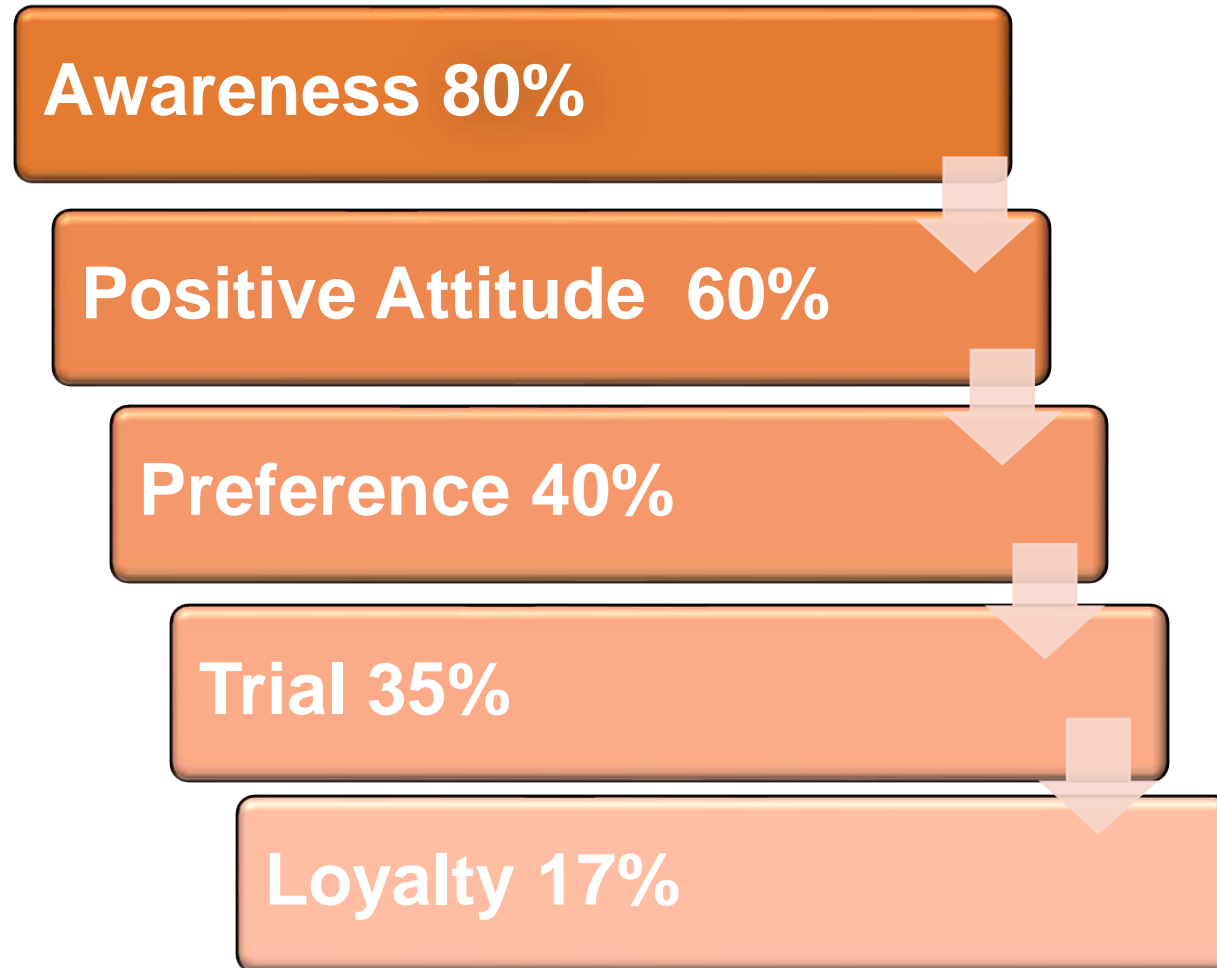 Awareness 80%
Positive Attitude  60%
Preference 40%
Trial 35%
Loyalty 17%